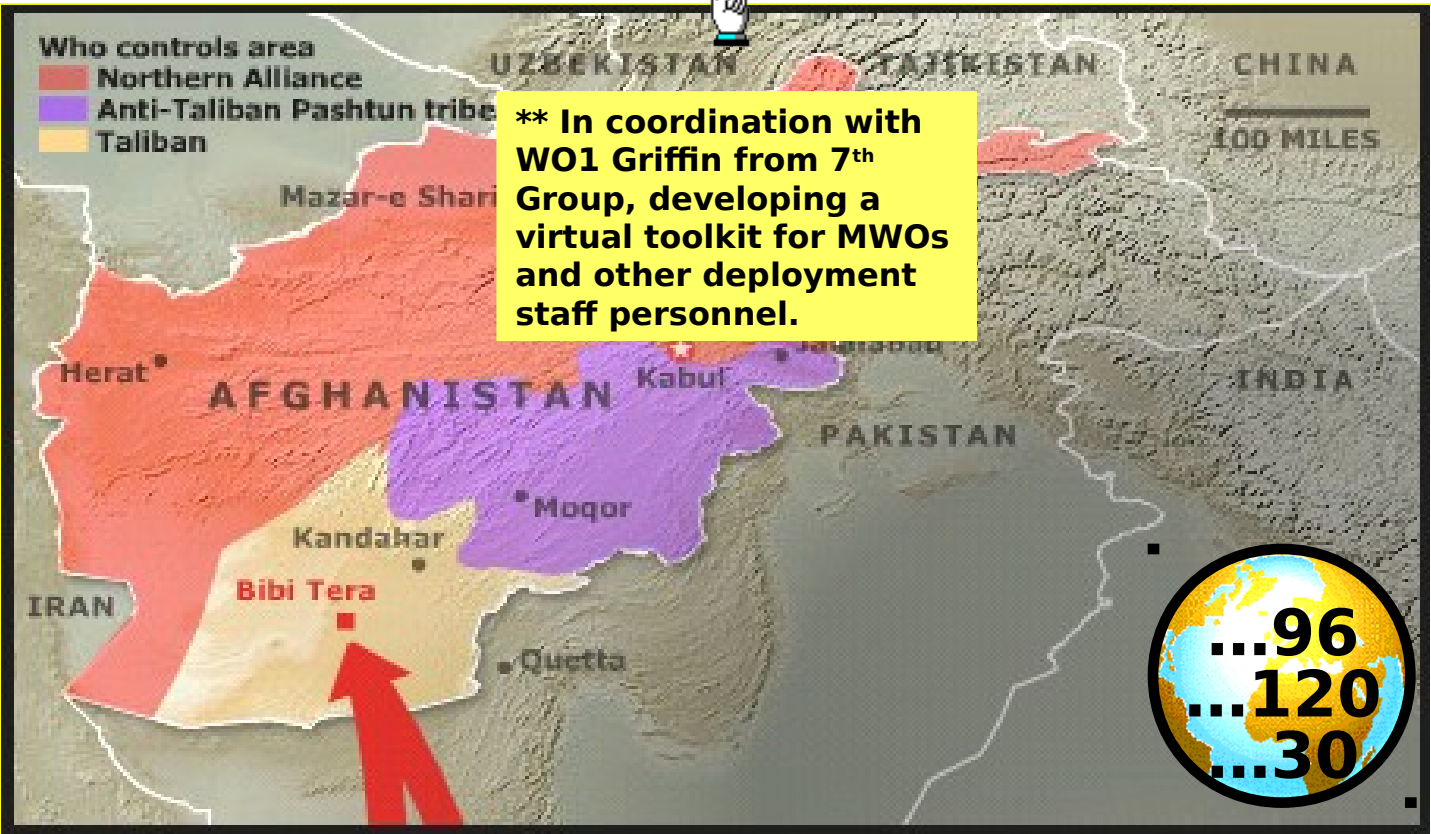 Who controls area
Northern Alliance
Anti-Taliban Pashtun tribe
Taliban
UZBEKISTAN
TAJIKISTAN
CHINA
100 MILES
** In coordination with
WO1 Griffin from 7th
Group, developing a
virtual toolkit for MWOs
and other deployment
staff personnel.
Mazar-e Shari
Jalalabad
Herat
AFGHANISTAN
Kabul
INDIA
PAKISTAN
Moqor
Kandahar
Bibi Tera
IRAN
Quetta
...96
...120
...30